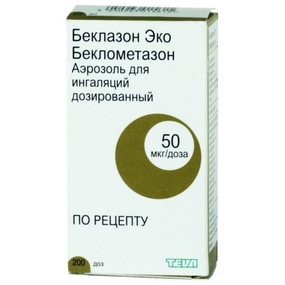 Беклазон Эко
Беклометазон
Аэрозоль для
ингаляций
дозированный
50
мкг/доза
ПО РЕЦЕПТУ
200 доз
TEVA